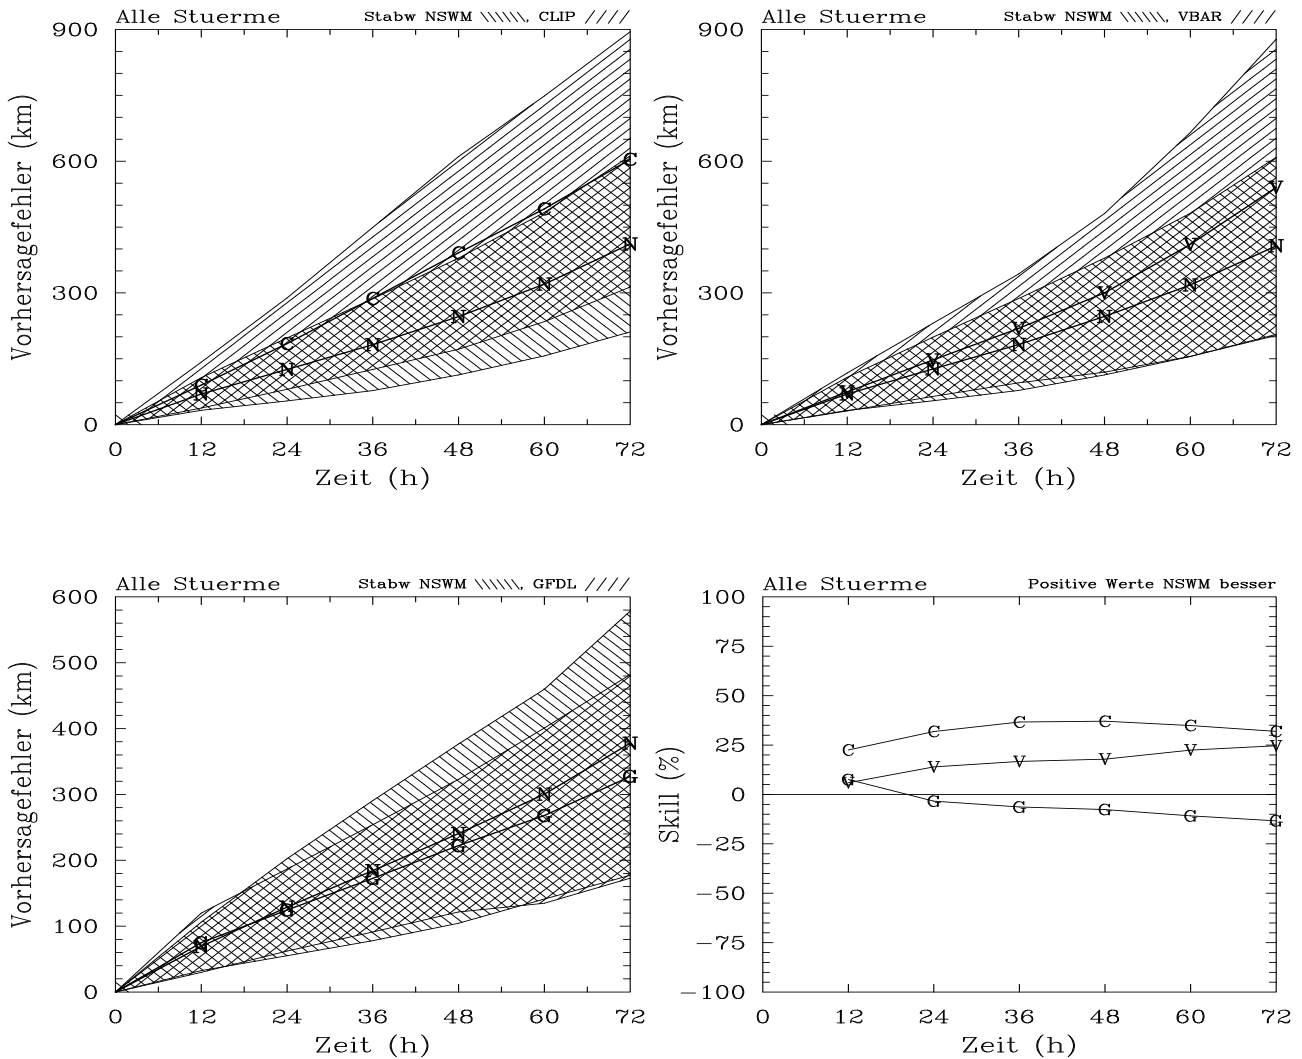 Alle Stuerme Stabw NSWM \\\\\\, CLIP ////
900
600
300
0
Vorhersagefehler (km)
C C C C C C
N N N N N N
0 12 24 36 48 60 72
Zeit (h)
Alle Stuerme Stabw NSWM \\\\\\, VBAR ////
900
600
300
0
Vorhersagefehler (km)
V V V V V V
N N N N N N
0 12 24 36 48 60 72
Zeit (h)
Alle Stuerme Stabw NSWM \\\\\\, GFDL ////
600
500
400
300
200
100
0
Vorhersagefehler (km)
N N N N N N
G G G G G G
0 12 24 36 48 60 72
Zeit (h)
Alle Stuerme Positive Werte NSWM besser
100
75
50
25
0
−25
−50
−75
−100
Skill (%)
C C C C C C
V V V V V V
G G G G G G
0 12 24 36 48 60 72
Zeit (h)